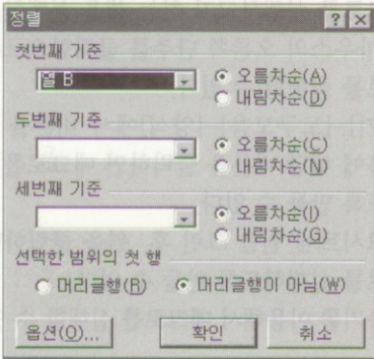 정렬
첫번째 기준
열 B
오름차순(A)
내림차순(D)
두번째 기준
오름차순(C)
내림차순(N)
세번째 기준
오름차순(I)
내림차순(G)
선택한 범위의 첫 행
머리글행(R) 머리글행이 아님(W)
옵션(O)... 확인 취소